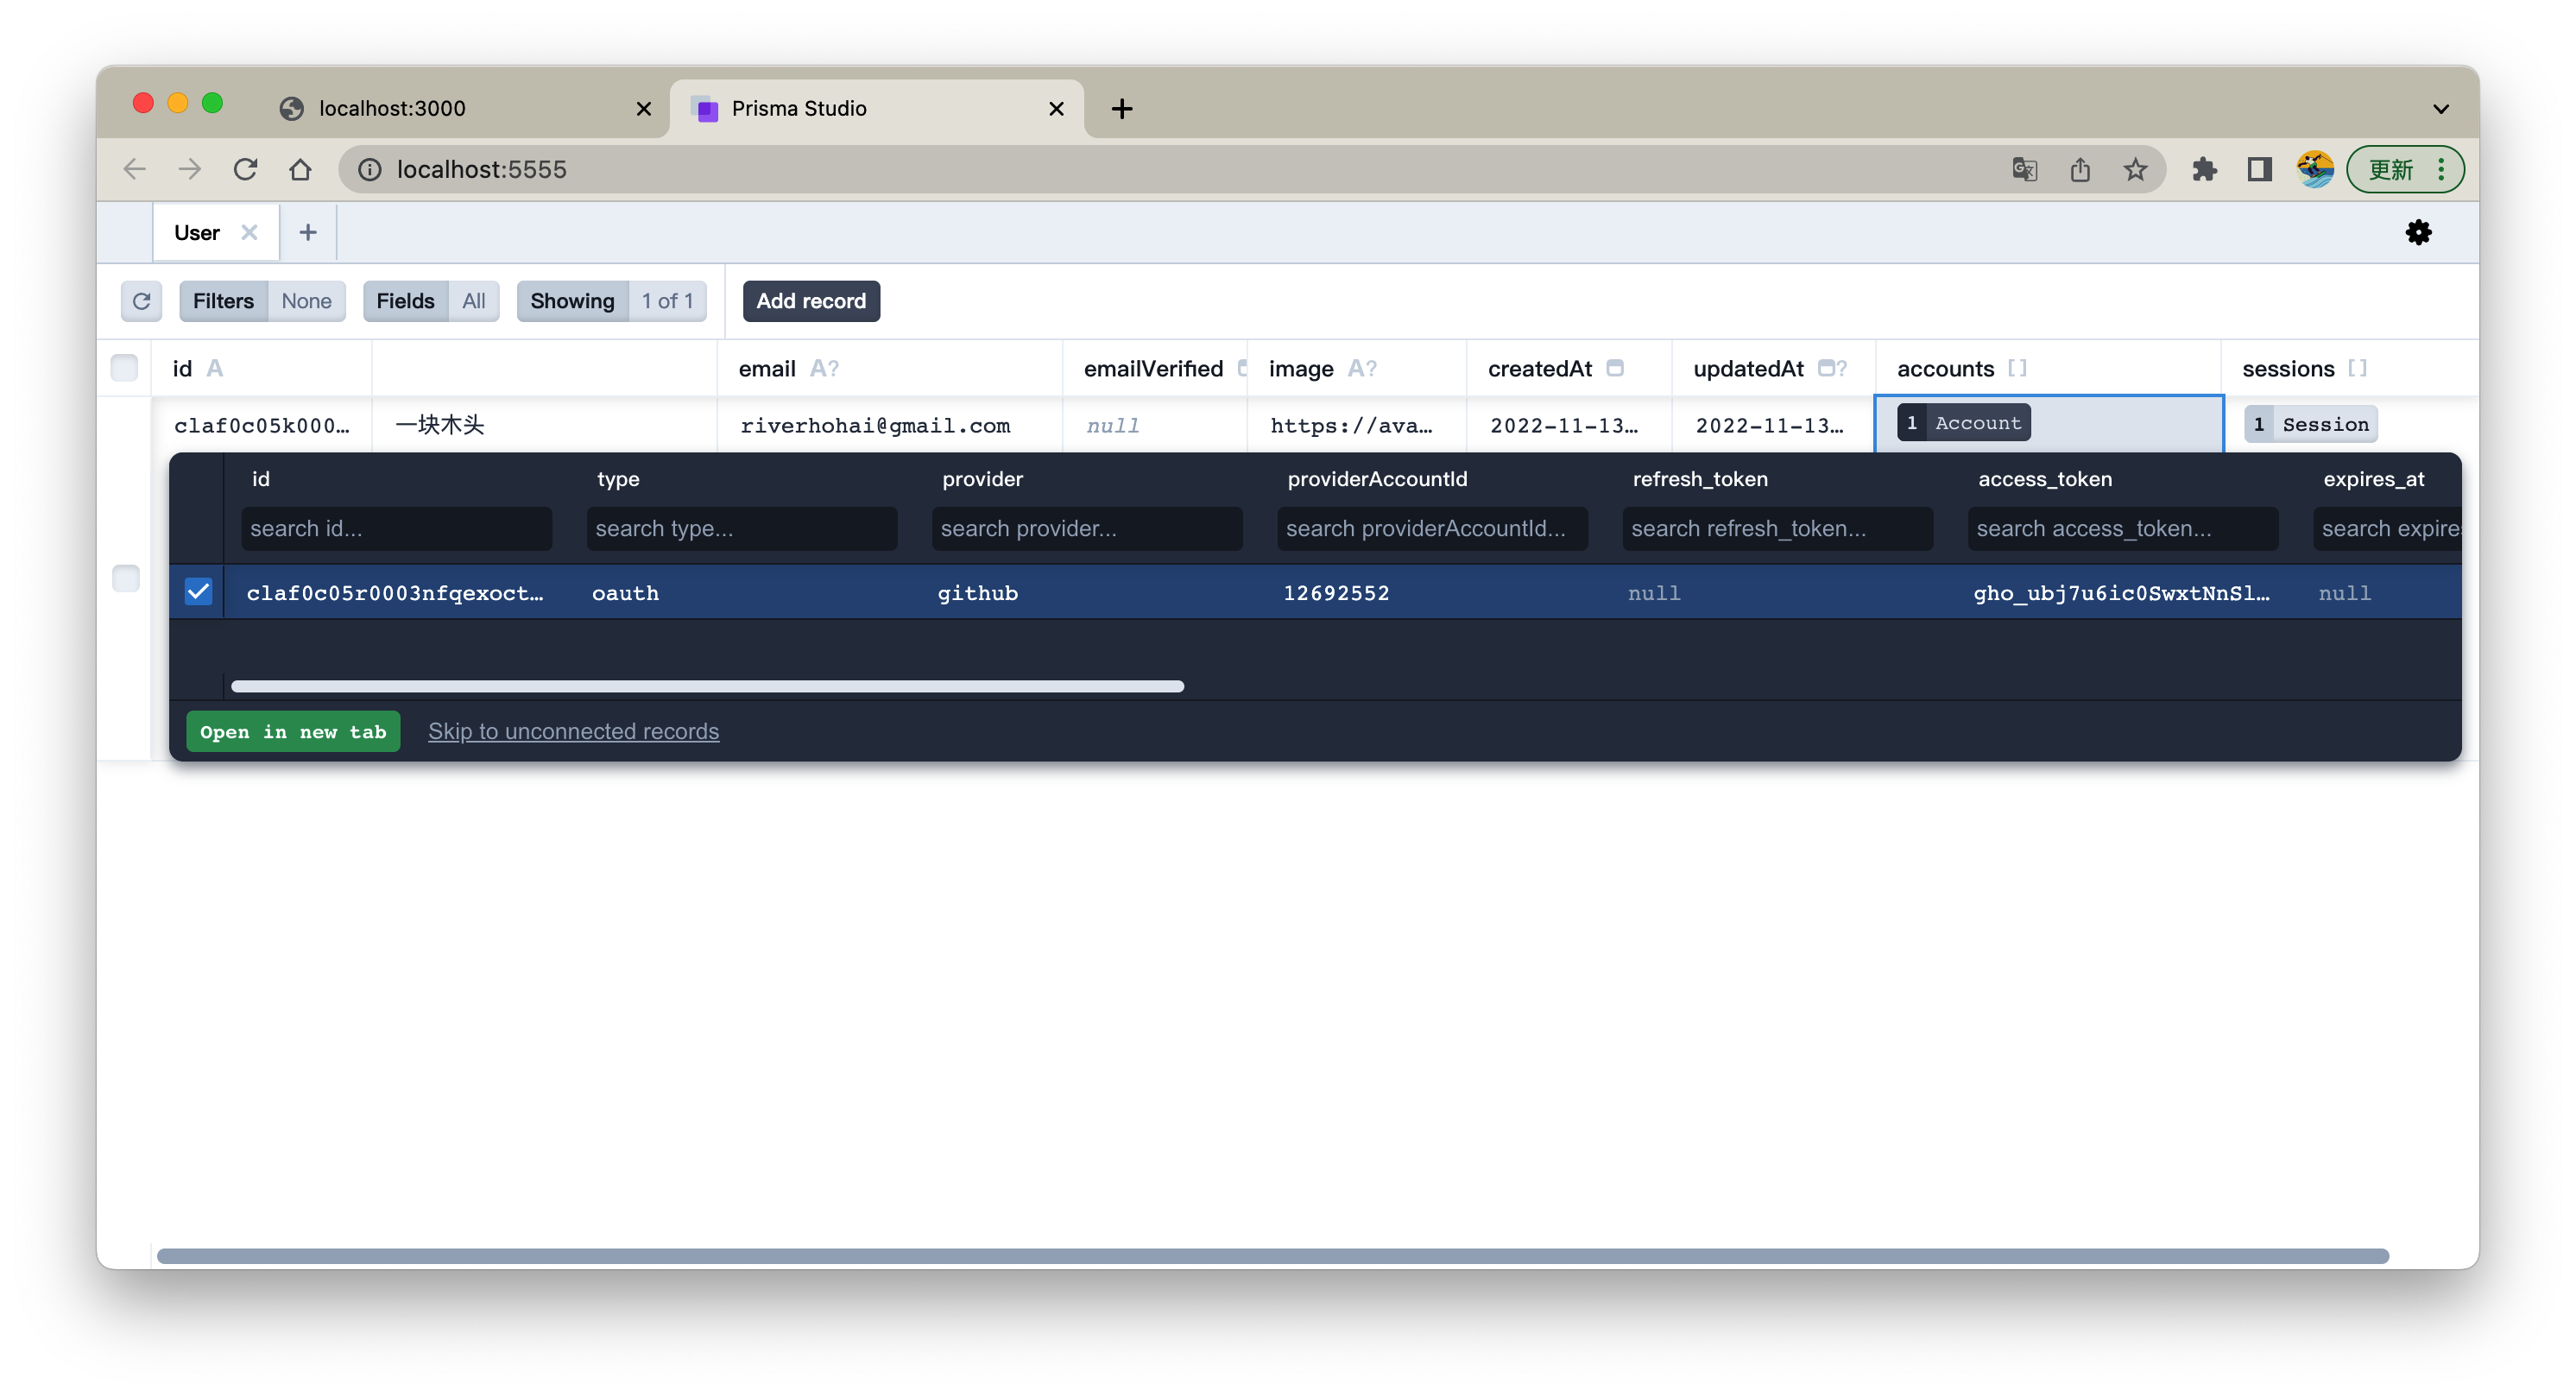 localhost:3000
Prisma Studio
localhost:5555
更新
User
Filters None Fields All Showing 1 of 1 Add record
id A email A? emailVerified image A? createdAt updatedAt ? accounts [] sessions []
claf0c05k000… 一块木头 riverhohai@gmail.com null https://ava… 2022-11-13… 2022-11-13… 1 Account 1 Session
id type provider providerAccountId refresh_token access_token expires_at
search id... search type... search provider... search providerAccountId... search refresh_token... search access_token... search expire
claf0c05r0003nfqexoct… oauth github 12692552 null gho_ubj7u6ic0SwxtNnSl… null
Open in new tab Skip to unconnected records